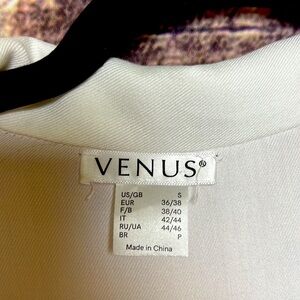 VENUS®
US/GB S
EUR 36/38
F/B 38/40
IT 42/44
RU/UA 44/46
BR P
Made in China